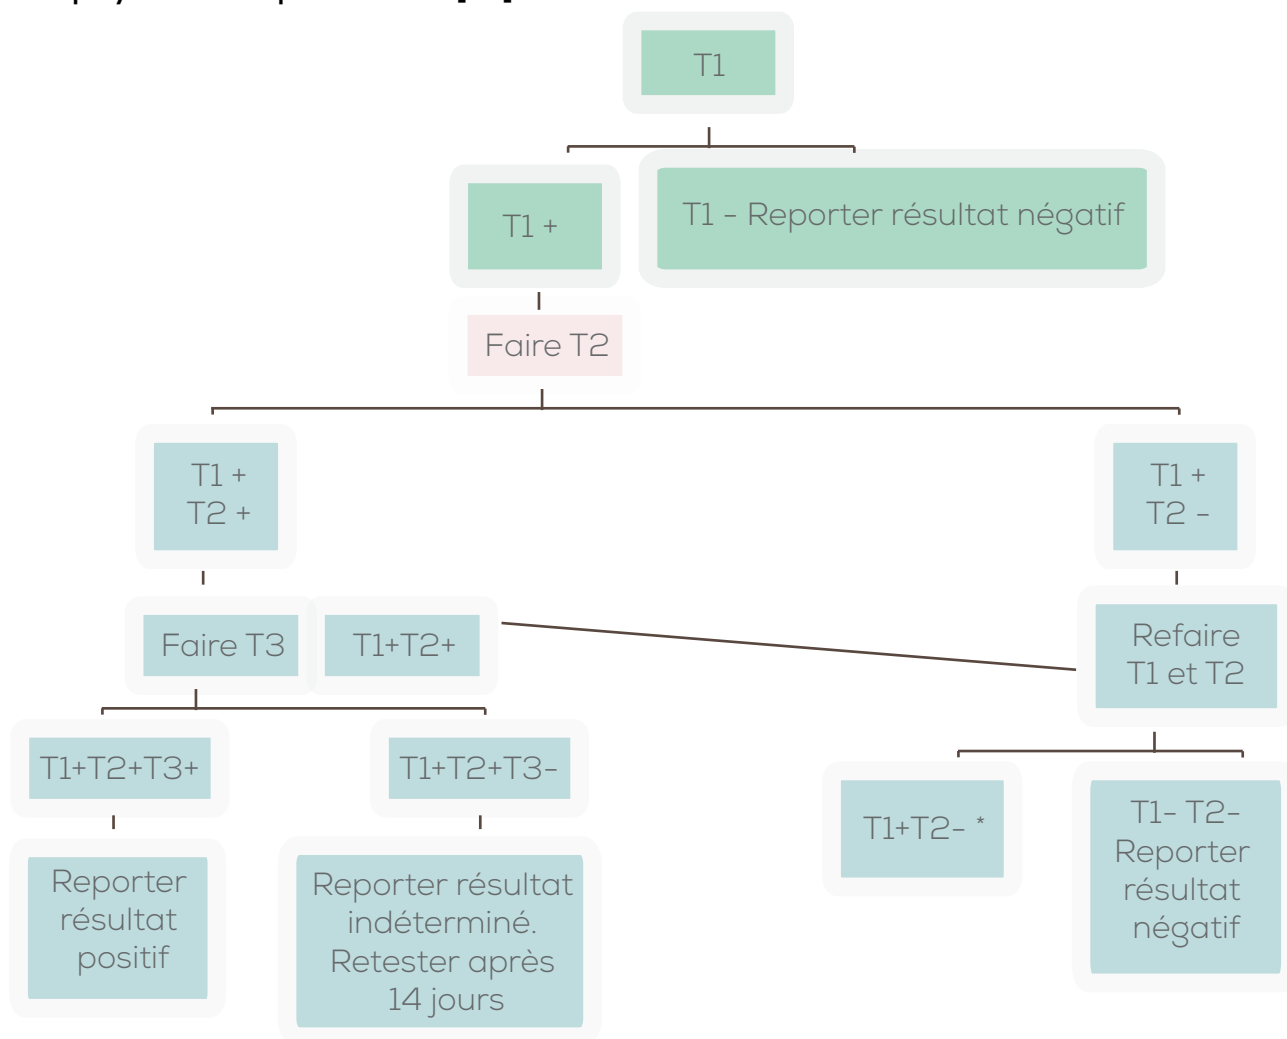 T1
T1 +
T1 - Reporter résultat négatif
Faire T2
T1 +
T2 +
T1 +
T2 -
Faire T3
T1+T2+
Refaire
T1 et T2
T1+T2+T3+
T1+T2+T3-
T1+T2- *
T1- T2-
Reporter
résultat
négatif
Reporter
résultat
positif
Reporter résultat
indéterminé.
Retester après
14 jours